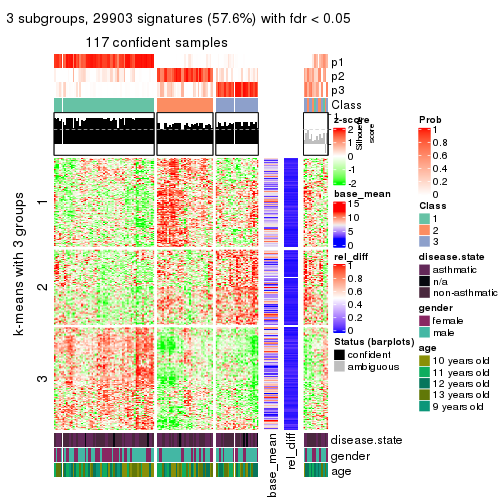 3 subgroups, 29903 signatures (57.6%) with fdr < 0.05
117 confident samples
p1
p2
p3
Class
Silhouette
score
k-means with 3 groups
1
2
3
base_mean
rel_diff
disease.state
gender
age
z-score
2
1
0
-1
-2
base_mean
15
10
5
0
rel_diff
1
0.8
0.6
0.4
0.2
0
Status (barplots)
confident
ambiguous
Prob
1
0.8
0.6
0.4
0.2
0
Class
1
2
3
disease.state
asthmatic
n/a
non-asthmatic
gender
female
male
age
10 years old
11 years old
12 years old
13 years old
9 years old